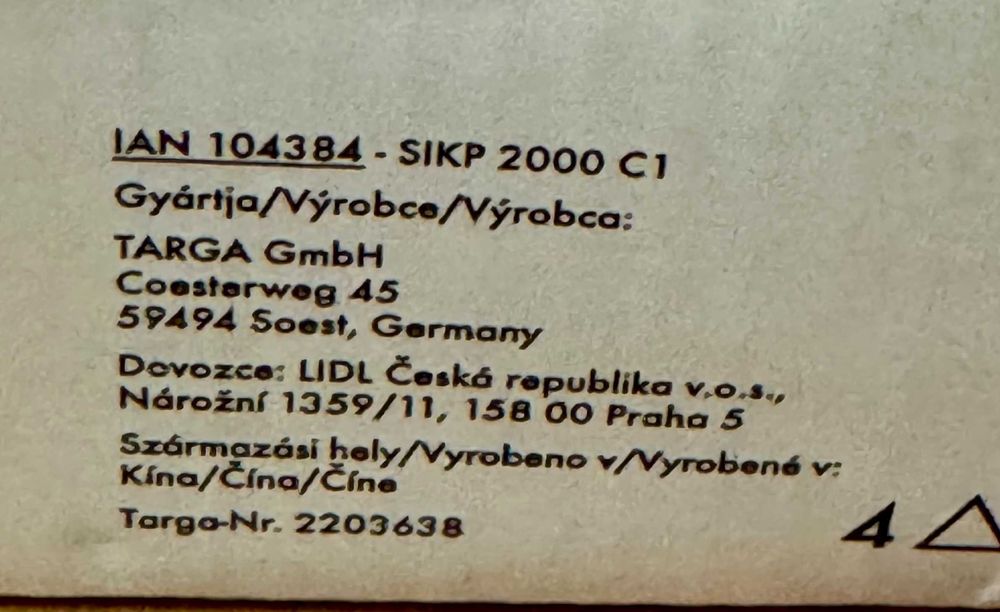 IAN 104384 - SIKP 2000 C1
Gyártja/Výrobce/Výrobca:
TARGA GmbH
Coesterweg 45
59494 Soest, Germany
Dovozce: LIDL Česká republika v.o.s.,
Nárožní 1359/11, 158 00 Praha 5
Származási hely/Vyrobeno v/Vyrobené v:
Kína/Čína/Číne
Targa-Nr. 2203638
4